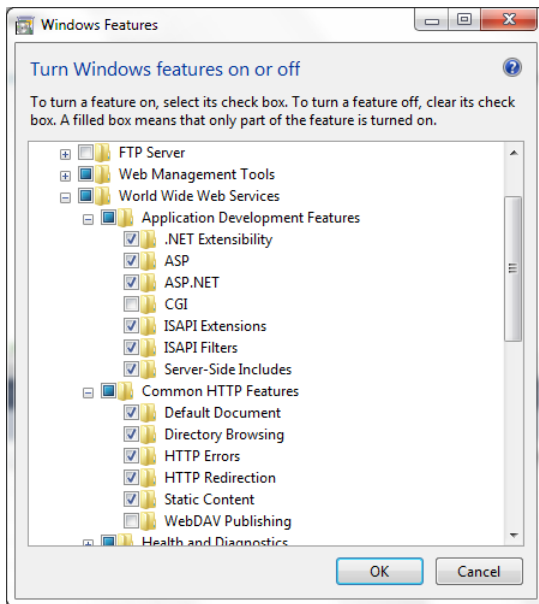 Windows Features
Turn Windows features on or off
To turn a feature on, select its check box. To turn a feature off, clear its check
box. A filled box means that only part of the feature is turned on.
FTP Server
Web Management Tools
World Wide Web Services
Application Development Features
.NET Extensibility
ASP
ASP.NET
CGI
ISAPI Extensions
ISAPI Filters
Server-Side Includes
Common HTTP Features
Default Document
Directory Browsing
HTTP Errors
HTTP Redirection
Static Content
WebDAV Publishing
Health and Diagnostics
OK Cancel